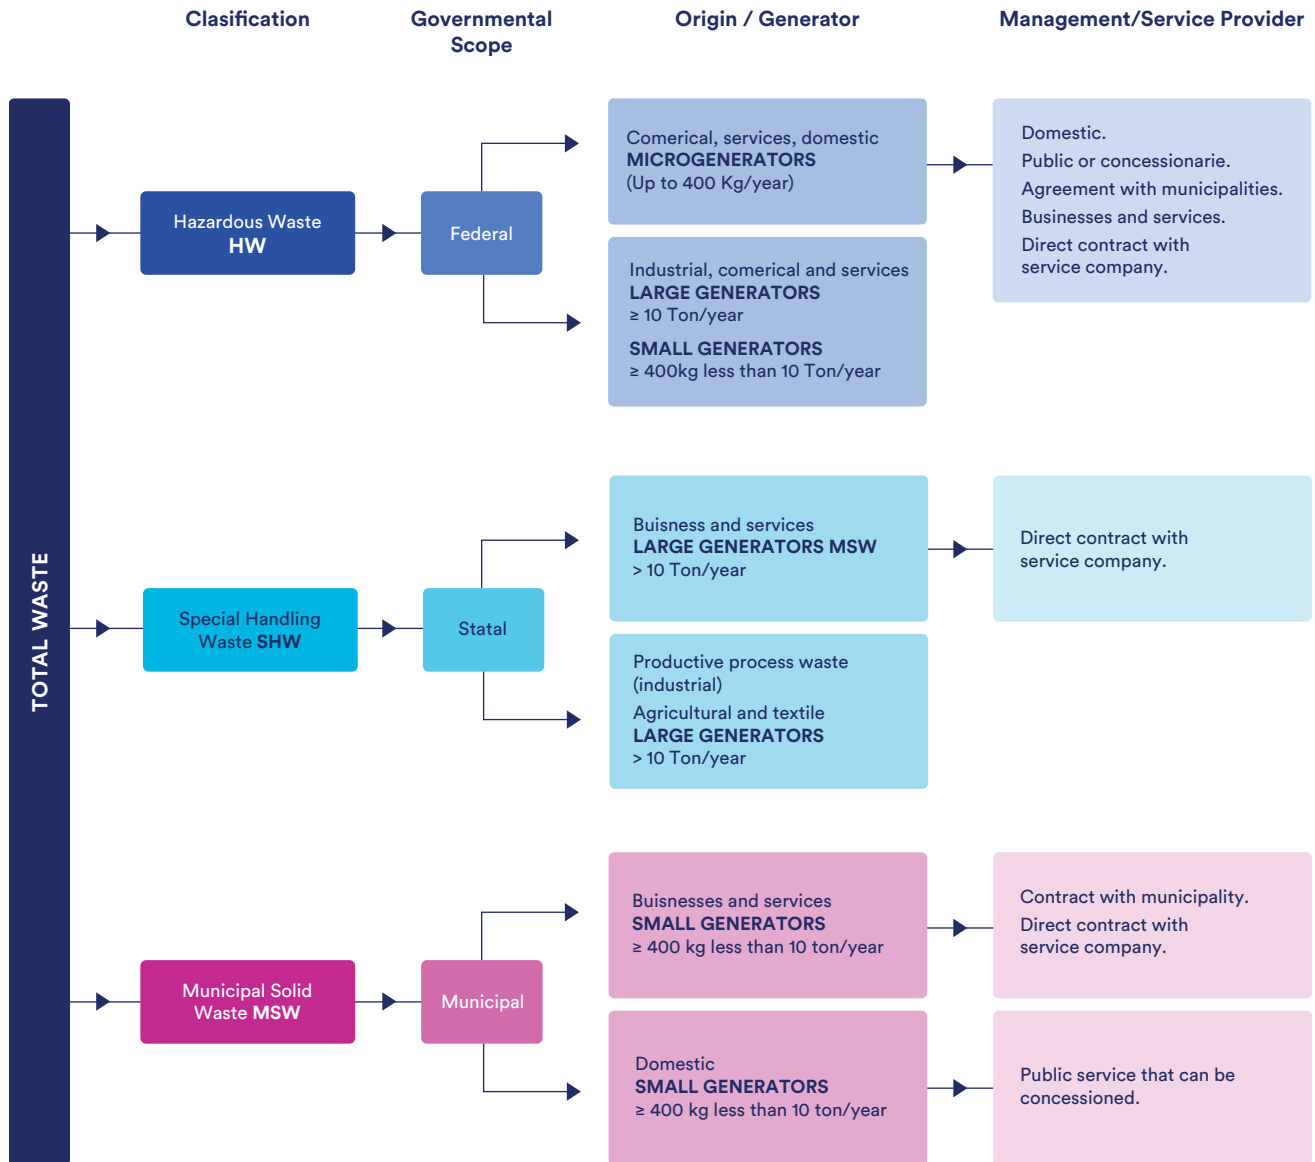 Clasification
Governmental
Scope
Origin / Generator
Management/Service Provider
TOTAL WASTE
Hazardous Waste
HW
Federal
Comerical, services, domestic
MICROGENERATORS
(Up to 400 Kg/year)
Domestic.
Public or concessionarie.
Agreement with municipalities.
Businesses and services.
Direct contract with
service company.
Industrial, comerical and services
LARGE GENERATORS
≥ 10 Ton/year
SMALL GENERATORS
≥ 400kg less than 10 Ton/year
Special Handling
Waste SHW
Statal
Buisness and services
LARGE GENERATORS MSW
> 10 Ton/year
Direct contract with
service company.
Productive process waste
(industrial)
Agricultural and textile
LARGE GENERATORS
> 10 Ton/year
Municipal Solid
Waste MSW
Municipal
Buisnesses and services
SMALL GENERATORS
≥ 400 kg less than 10 ton/year
Contract with municipality.
Direct contract with
service company.
Domestic
SMALL GENERATORS
≥ 400 kg less than 10 ton/year
Public service that can be
concessioned.